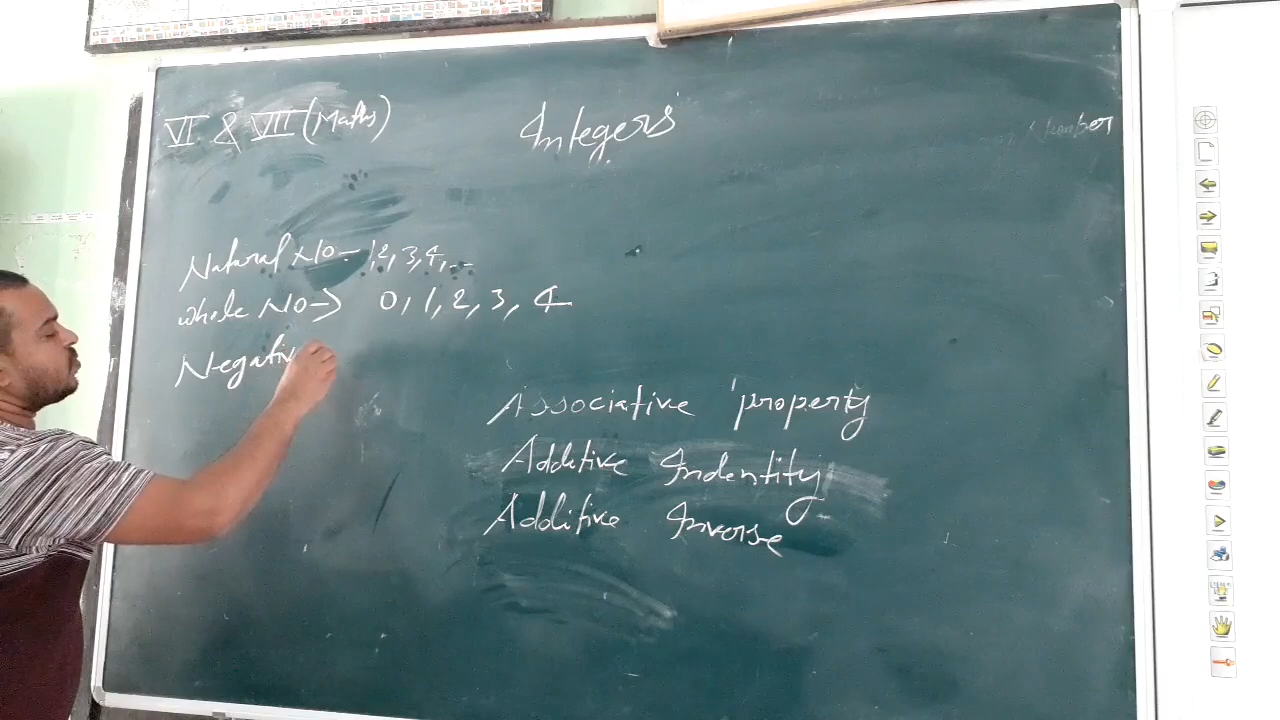 VI & VII (Maths)
Integers
Natural NO - 1, 2, 3, 4, ...
whole NO → 0, 1, 2, 3, 4
Negativ
Associative property
Additive Indentity
Additive Inverse